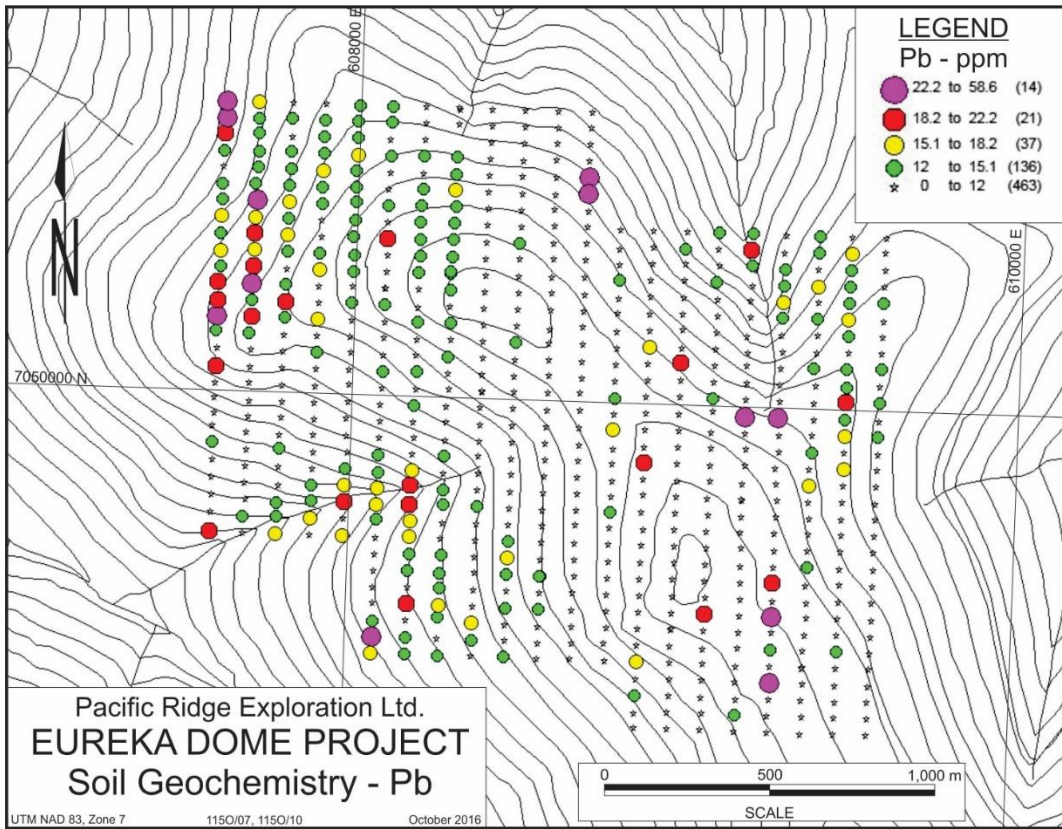 608000 E
LEGEND
Pb - ppm
22.2 to 58.6 (14)
18.2 to 22.2 (21)
15.1 to 18.2 (37)
12 to 15.1 (136)
0 to 12 (463)
N
610000 E
7050000 N
Pacific Ridge Exploration Ltd.
EUREKA DOME PROJECT
Soil Geochemistry - Pb
UTM NAD 83, Zone 7 115O/07, 115O/10 October 2016
0 500 1,000 m
SCALE